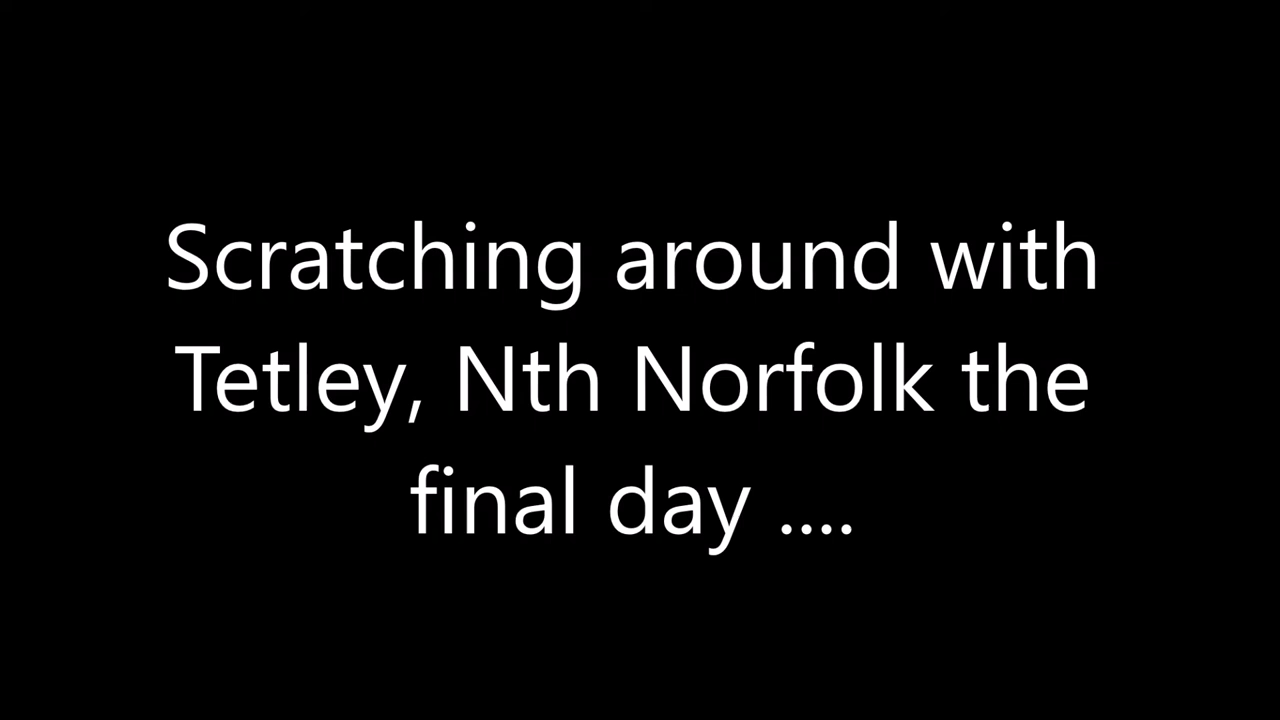 Scratching around with
Tetley, Nth Norfolk the
final day ....